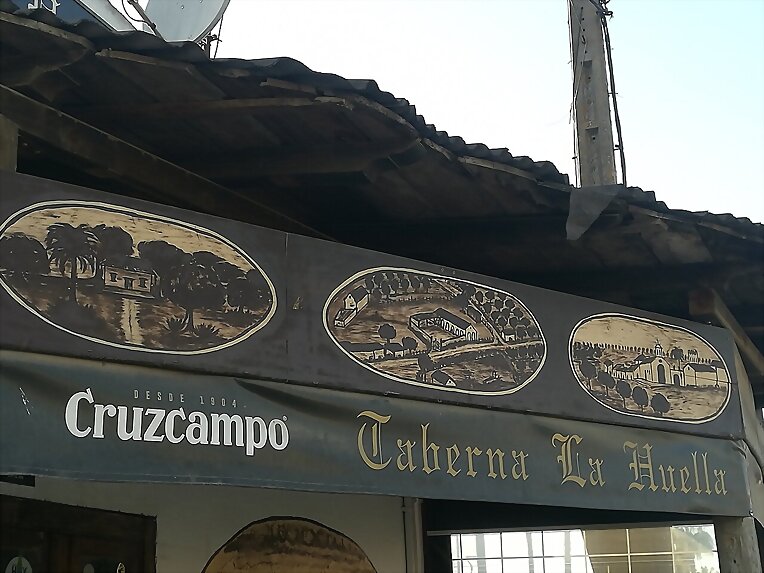 DESDE 1904
Cruzcampo
Taberna La Huella